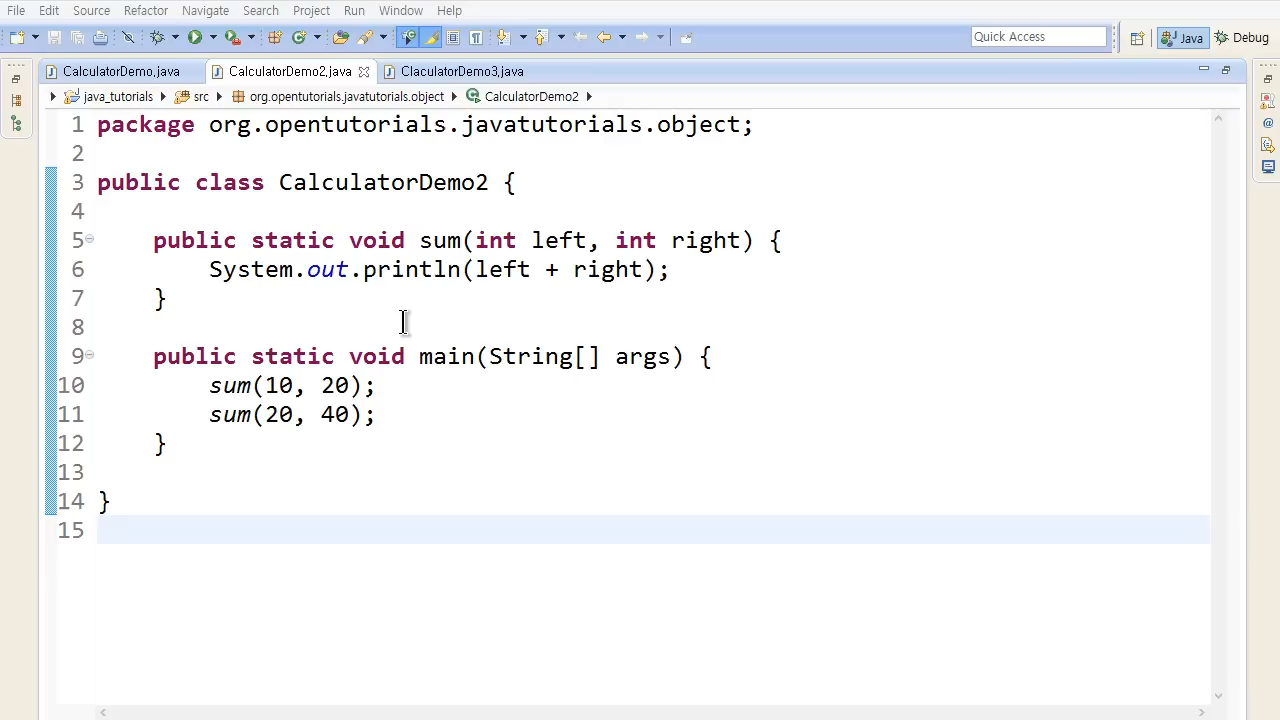 File Edit Source Refactor Navigate Search Project Run Window Help
Quick Access Java Debug
CalculatorDemo.java CalculatorDemo2.java ClaculatorDemo3.java
java_tutorials src org.opentutorials.javatutorials.object CalculatorDemo2
1 package org.opentutorials.javatutorials.object;
2
3 public class CalculatorDemo2 {
4
5 public static void sum(int left, int right) {
6 System.out.println(left + right);
7 }
8
9 public static void main(String[] args) {
10 sum(10, 20);
11 sum(20, 40);
12 }
13
14 }
15